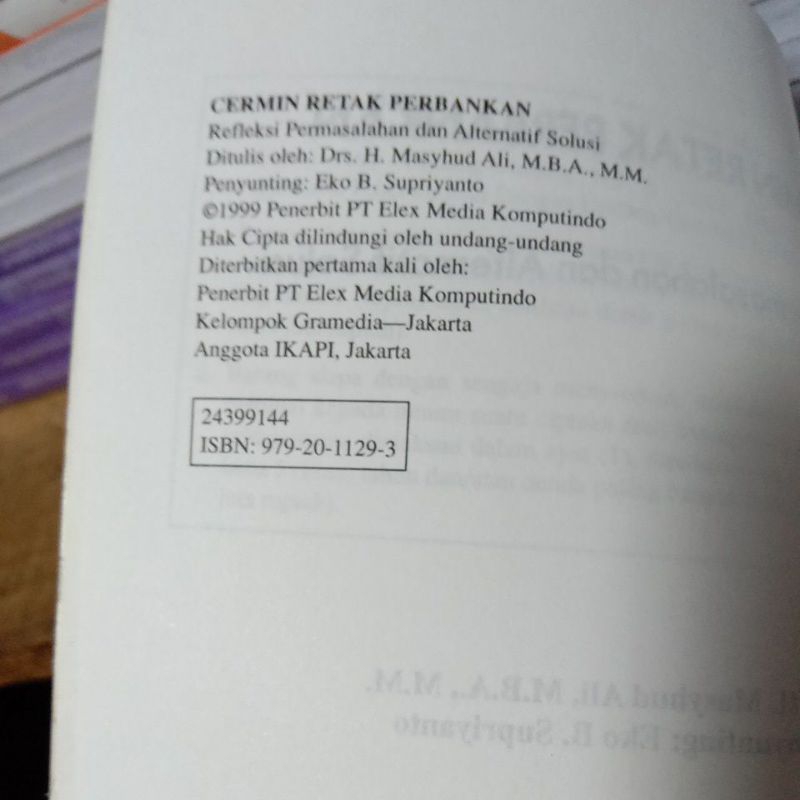 CERMIN RETAK PERBANKAN
Refleksi Permasalahan dan Alternatif Solusi
Ditulis oleh: Drs. H. Masyhud Ali, M.B.A., M.M.
Penyunting: Eko B. Supriyanto
©1999 Penerbit PT Elex Media Komputindo
Hak Cipta dilindungi oleh undang-undang
Diterbitkan pertama kali oleh:
Penerbit PT Elex Media Komputindo
Kelompok Gramedia—Jakarta
Anggota IKAPI, Jakarta
24399144
ISBN: 979-20-1129-3